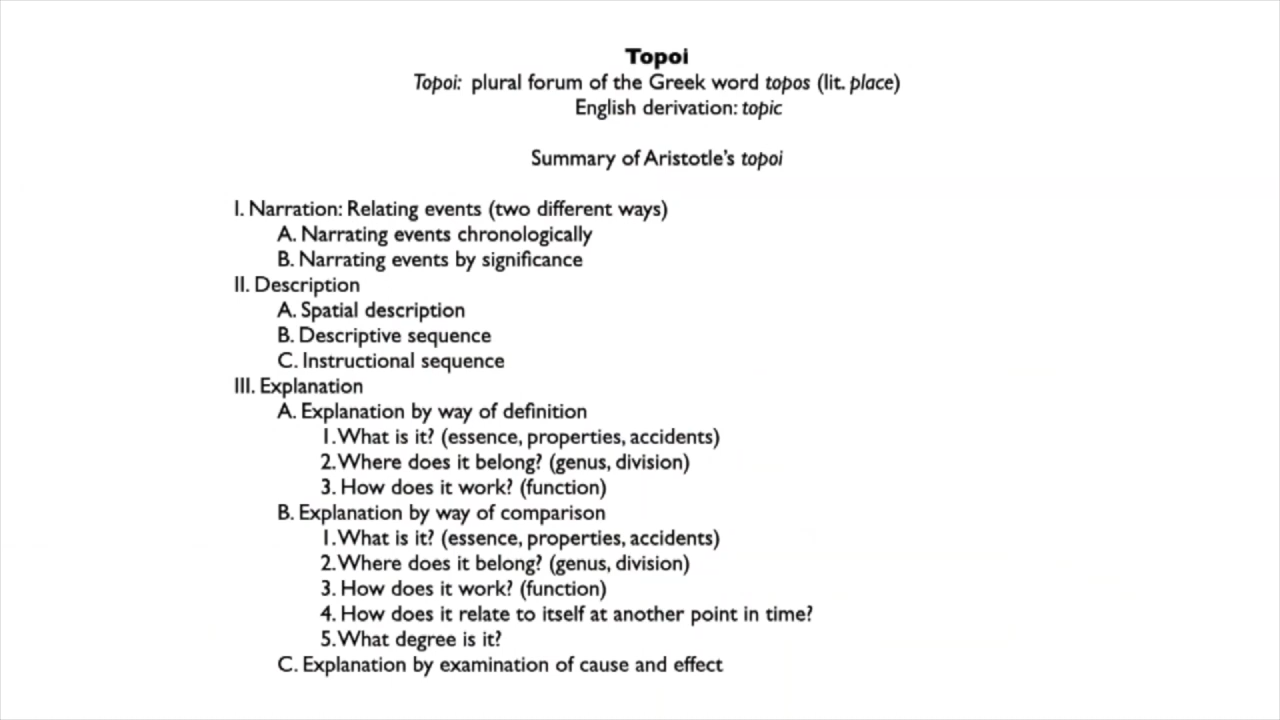 Topoi
Topoi: plural forum of the Greek word topos (lit. place)
English derivation: topic
Summary of Aristotle's topoi
I. Narration: Relating events (two different ways)
A. Narrating events chronologically
B. Narrating events by significance
II. Description
A. Spatial description
B. Descriptive sequence
C. Instructional sequence
III. Explanation
A. Explanation by way of definition
1. What is it? (essence, properties, accidents)
2. Where does it belong? (genus, division)
3. How does it work? (function)
B. Explanation by way of comparison
1. What is it? (essence, properties, accidents)
2. Where does it belong? (genus, division)
3. How does it work? (function)
4. How does it relate to itself at another point in time?
5. What degree is it?
C. Explanation by examination of cause and effect